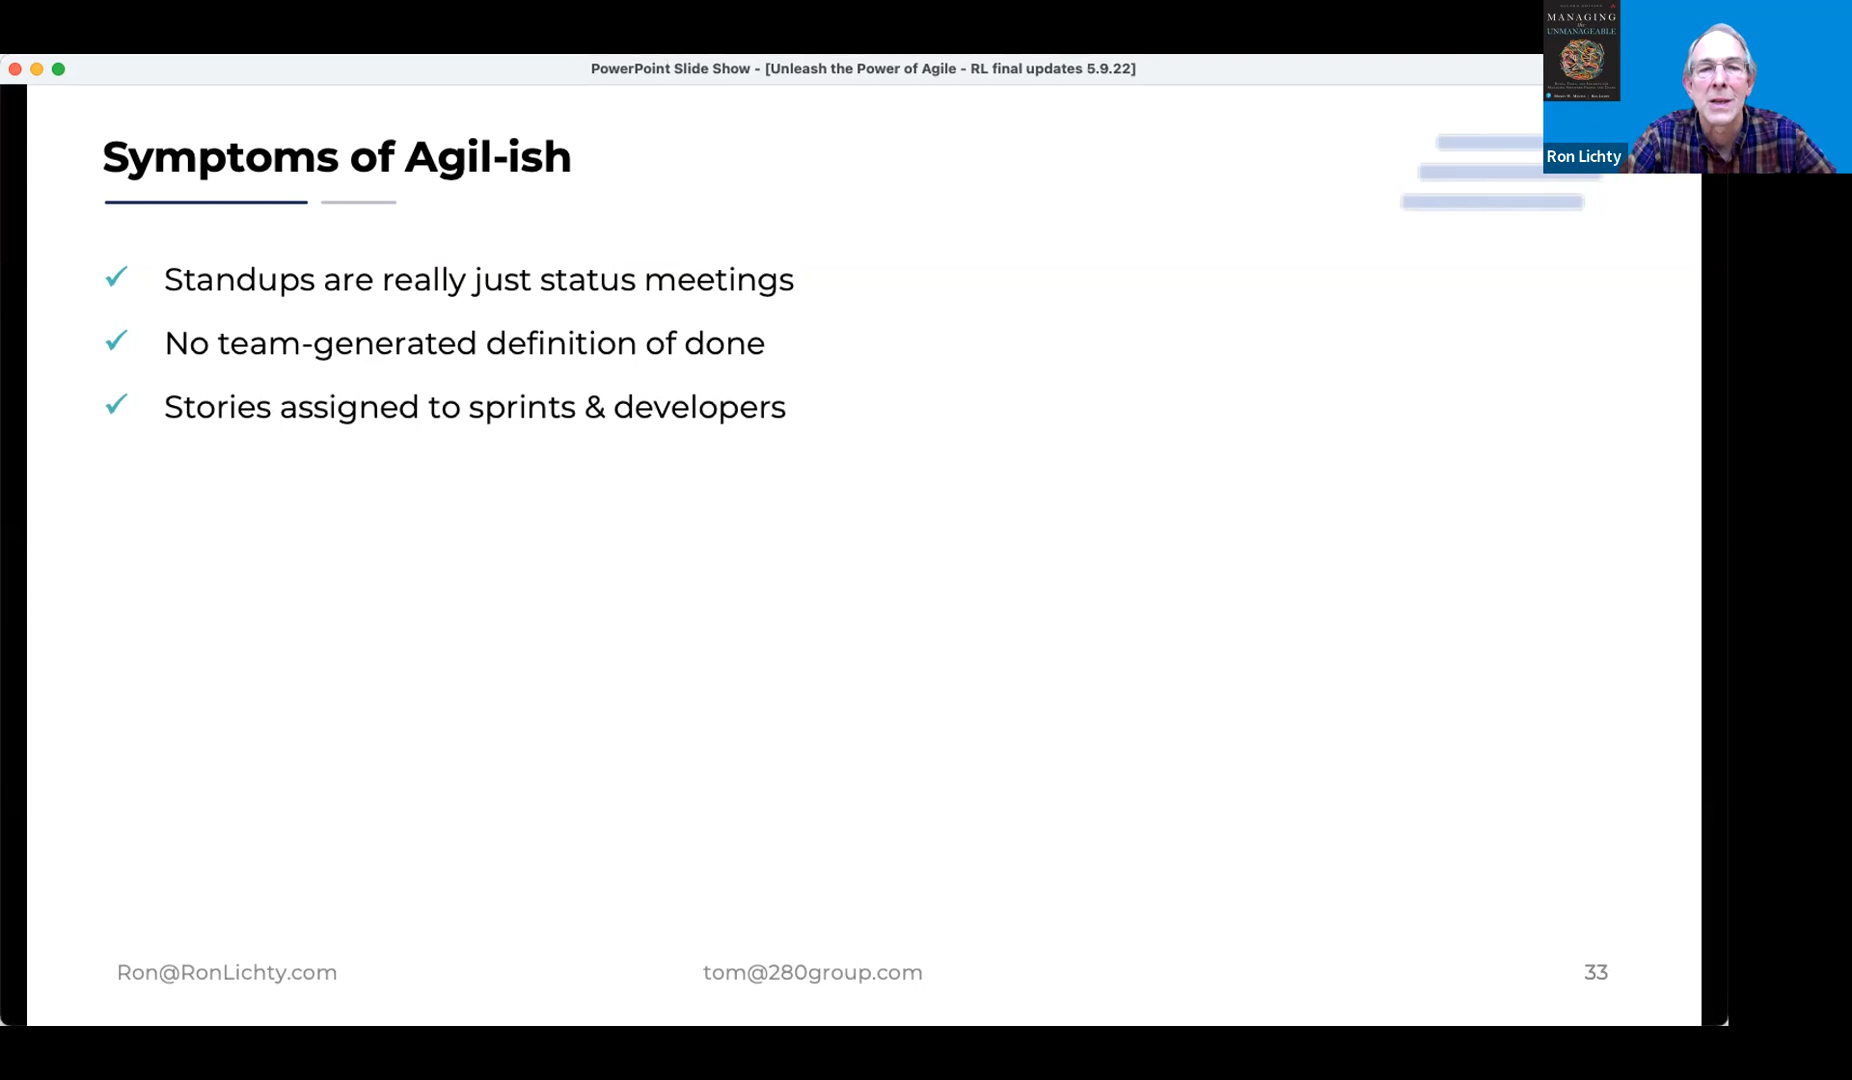 PowerPoint Slide Show - [Unleash the Power of Agile - RL final updates 5.9.22]
MANAGING
the
UNMANAGEABLE
Ron Lichty
Symptoms of Agil-ish
✓ Standups are really just status meetings
✓ No team-generated definition of done
✓ Stories assigned to sprints & developers
Ron@RonLichty.com
tom@280group.com
33